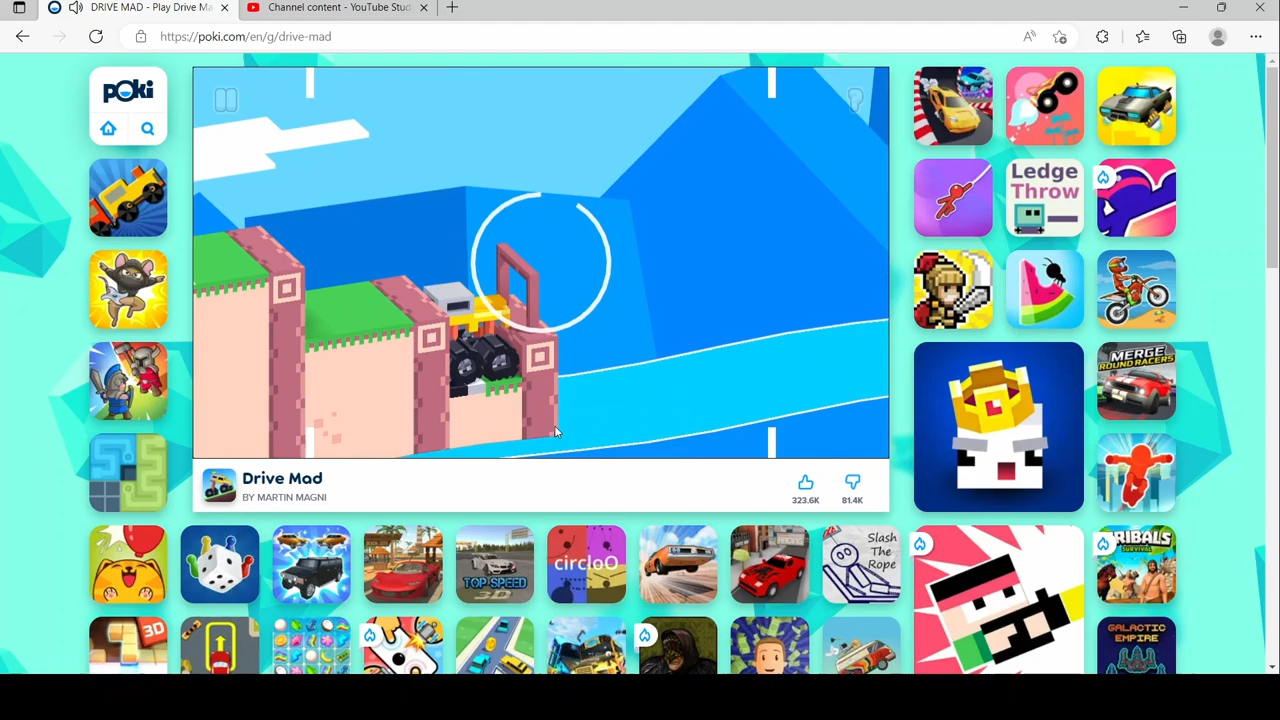 DRIVE MAD - Play Drive Ma
Channel content - YouTube Stud
https://poki.com/en/g/drive-mad
poki
Ledge
Throw
MERGE
ROUND RACERS
Drive Mad
BY MARTIN MAGNI
323.6K
81.4K
TOP SPEED
3D
circloO
Slash
The
Rope
TRIBALS
SURVIVAL
3D
GALACTIC
EMPIRE